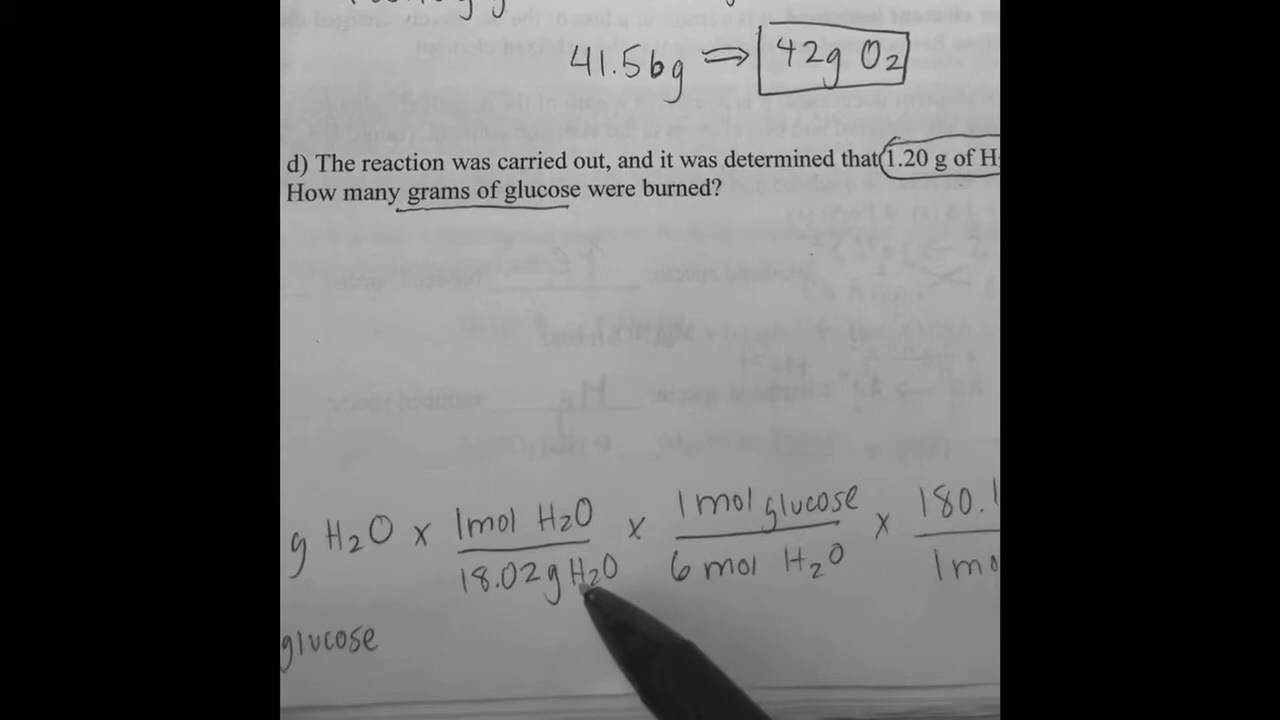 41.56g ⇒ 42g O₂
d) The reaction was carried out, and it was determined that 1.20 g of H
How many grams of glucose were burned?
g H₂O x 1mol H₂O / 18.02g H₂O x 1 mol glucose / 6 mol H₂O x 180.1 / 1mo
glucose